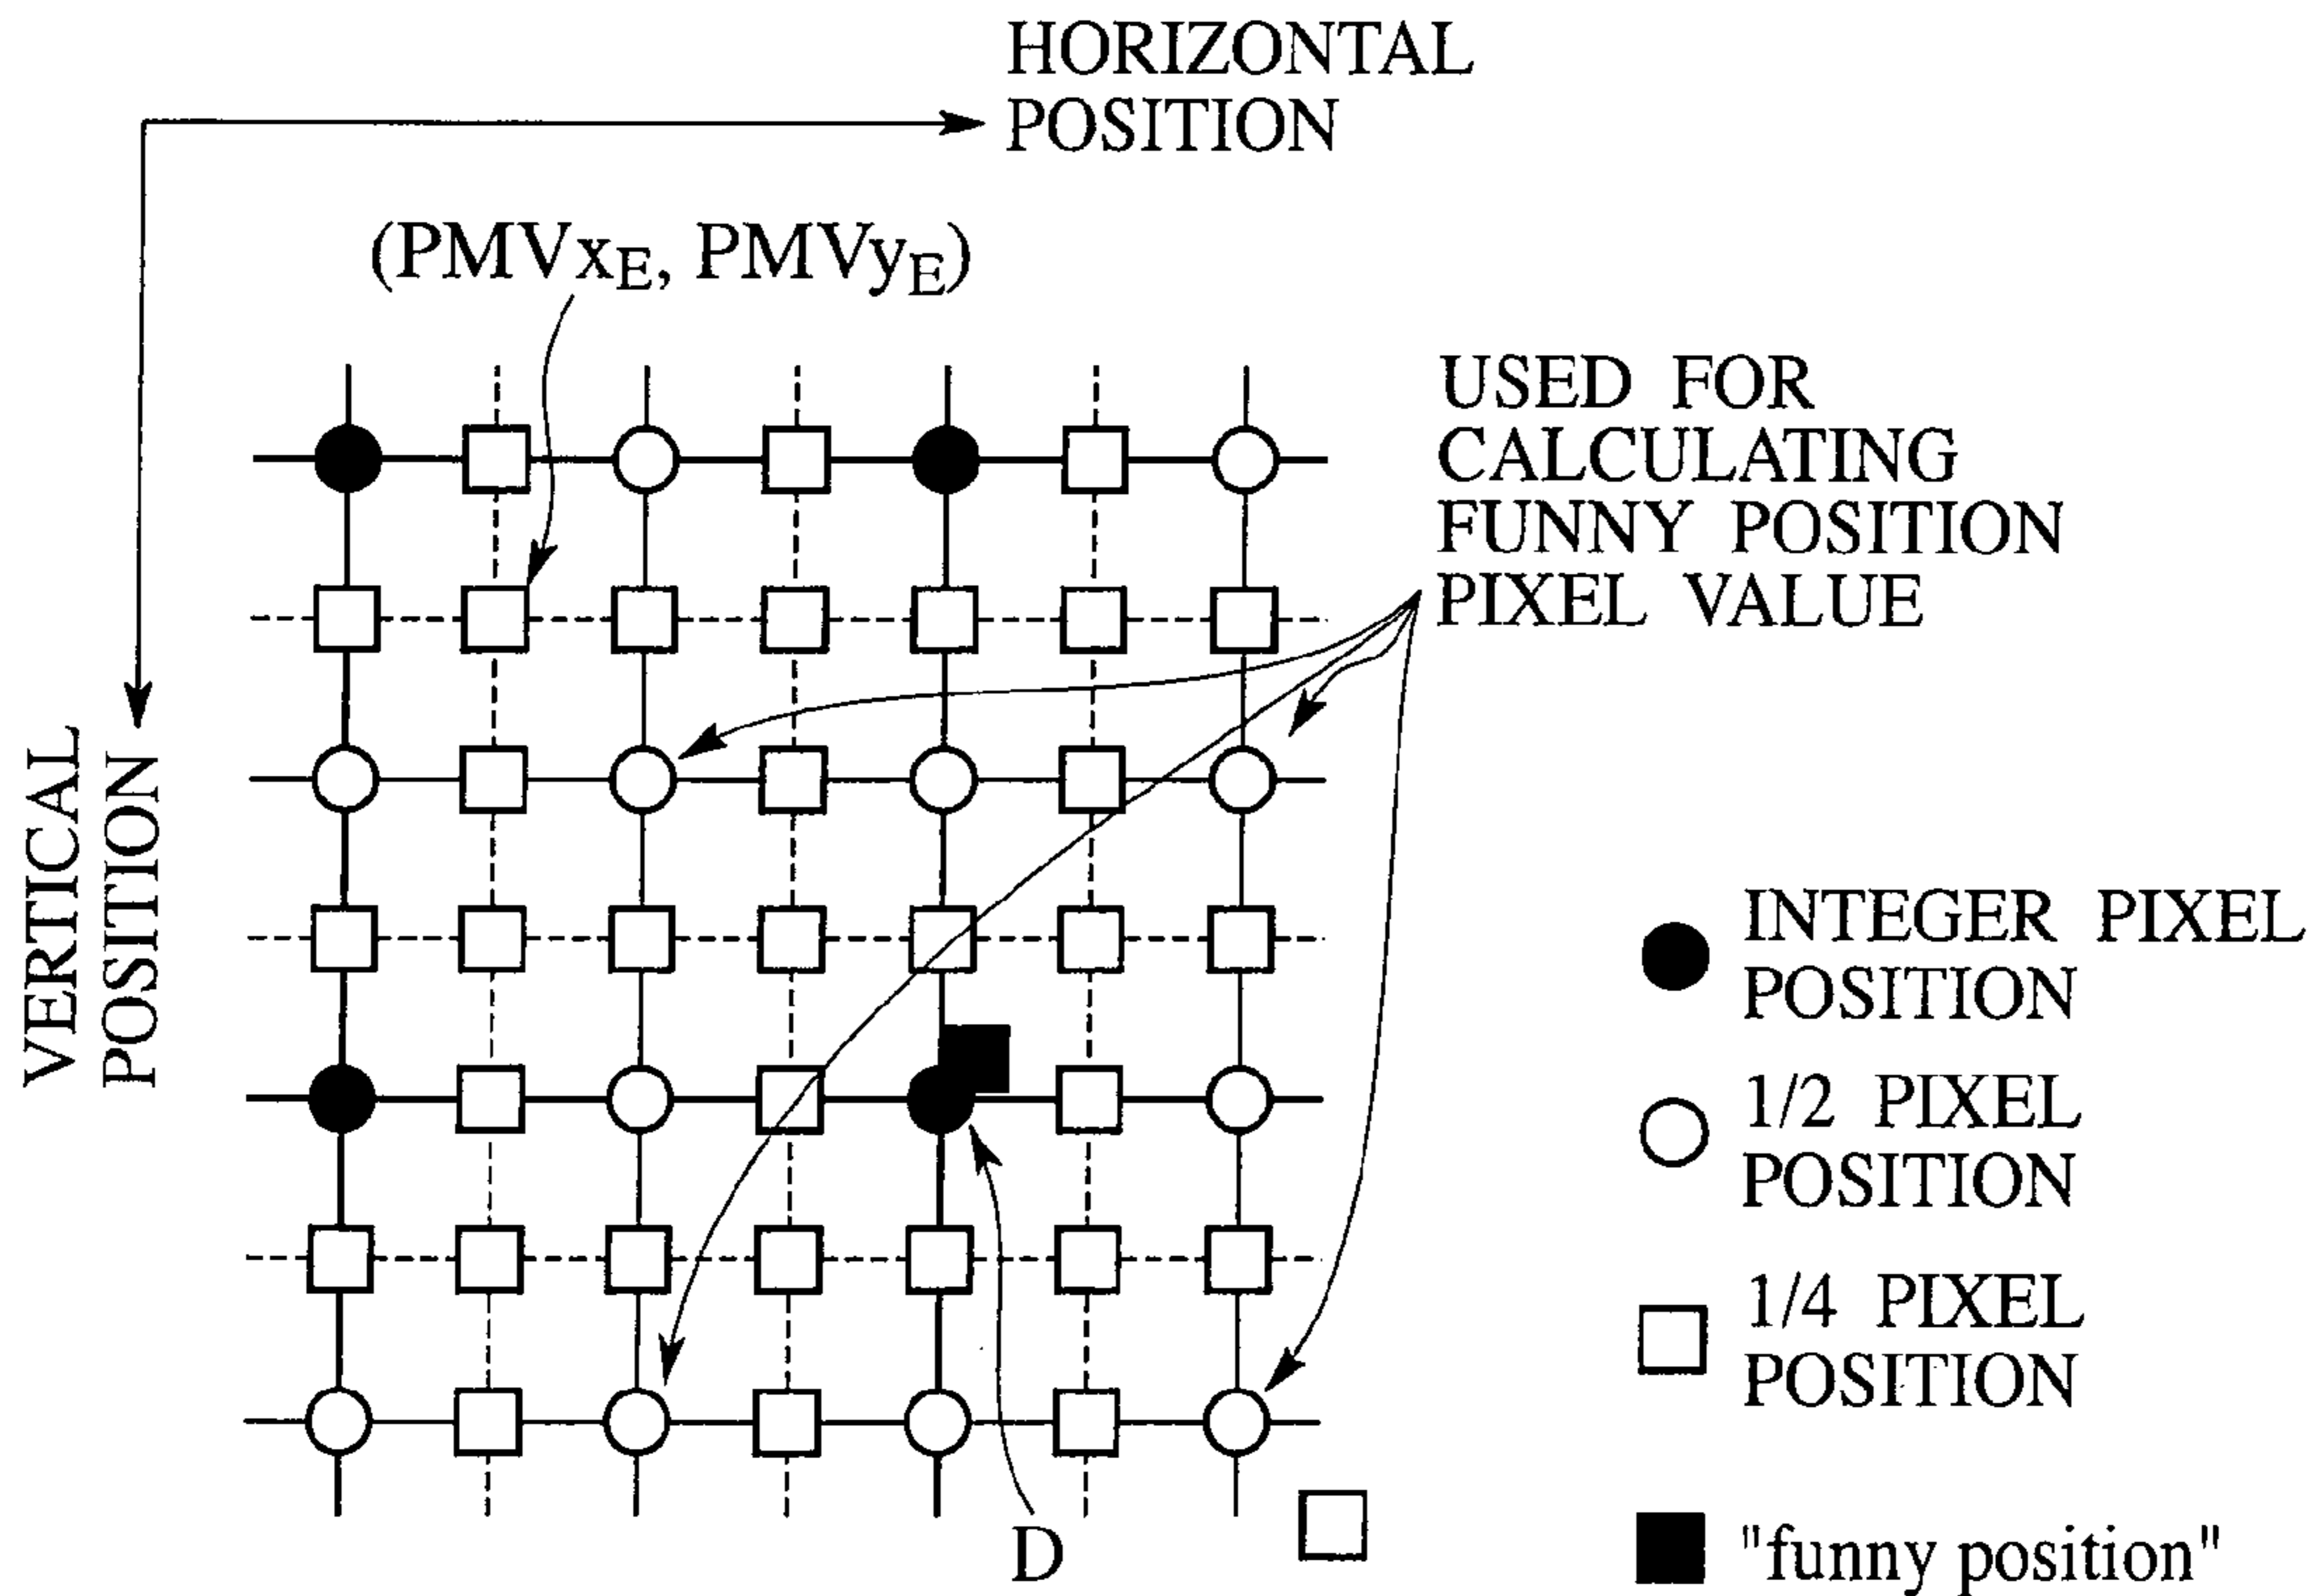 HORIZONTAL
POSITION
(PMVxE, PMVyE)
USED FOR
CALCULATING
FUNNY POSITION
PIXEL VALUE
VERTICAL
POSITION
INTEGER PIXEL
POSITION
1/2 PIXEL
POSITION
1/4 PIXEL
POSITION
D
"funny position"